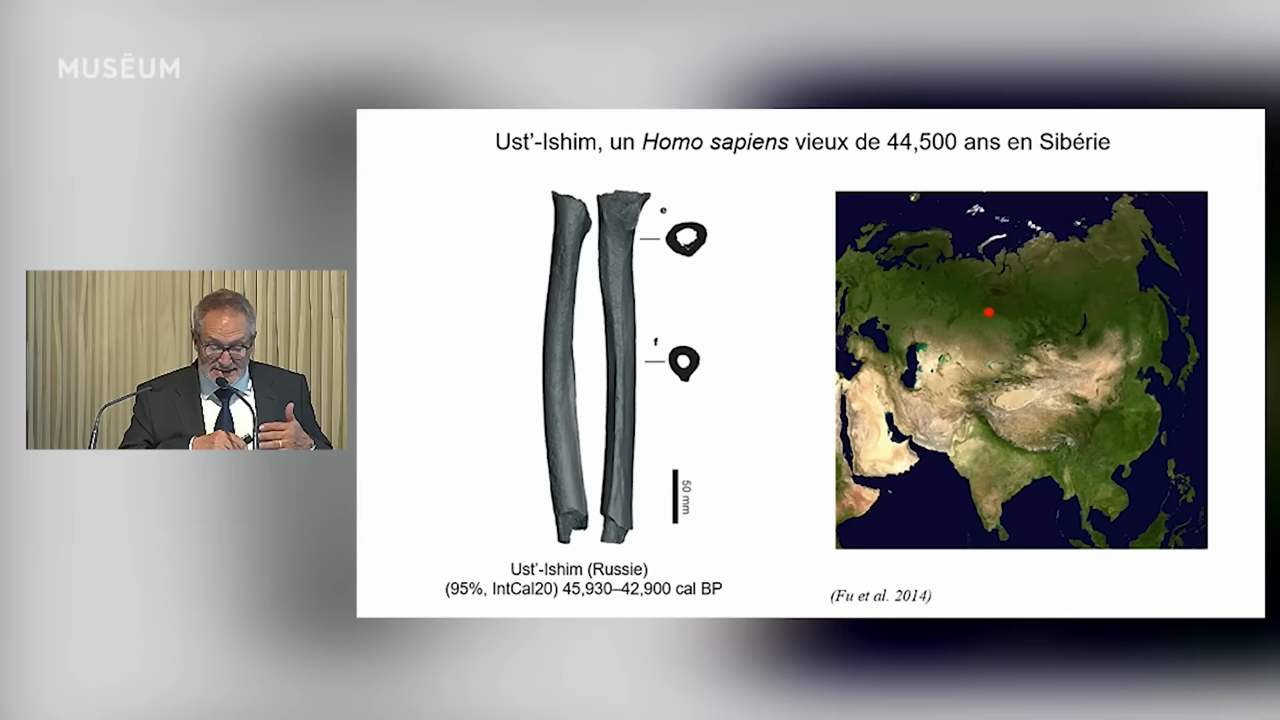 MUSĒUM
Ust'-Ishim, un Homo sapiens vieux de 44,500 ans en Sibérie
e
f
50 mm
Ust'-Ishim (Russie)
(95%, IntCal20) 45,930–42,900 cal BP
(Fu et al. 2014)